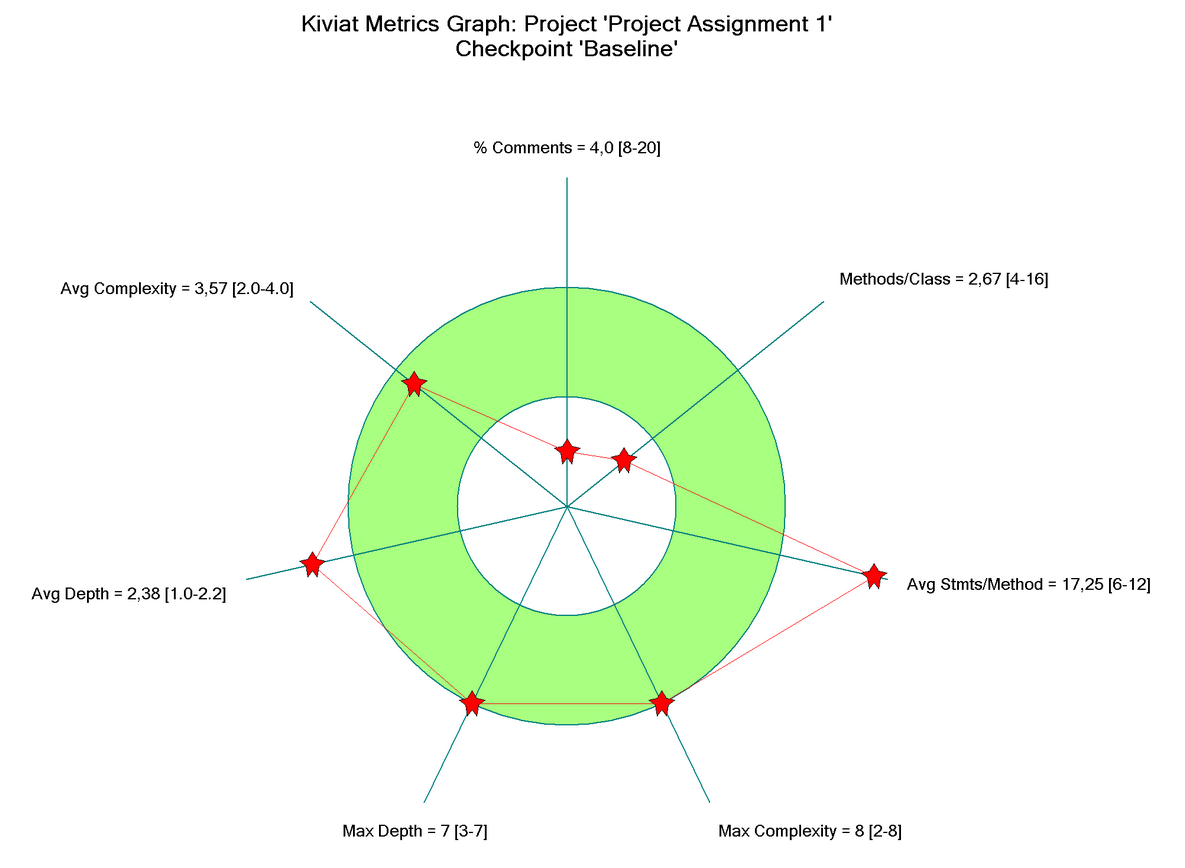 Kiviat Metrics Graph: Project 'Project Assignment 1'
Checkpoint 'Baseline'
% Comments = 4,0 [8-20]
Methods/Class = 2,67 [4-16]
Avg Complexity = 3,57 [2.0-4.0]
Avg Stmts/Method = 17,25 [6-12]
Avg Depth = 2,38 [1.0-2.2]
Max Depth = 7 [3-7]
Max Complexity = 8 [2-8]